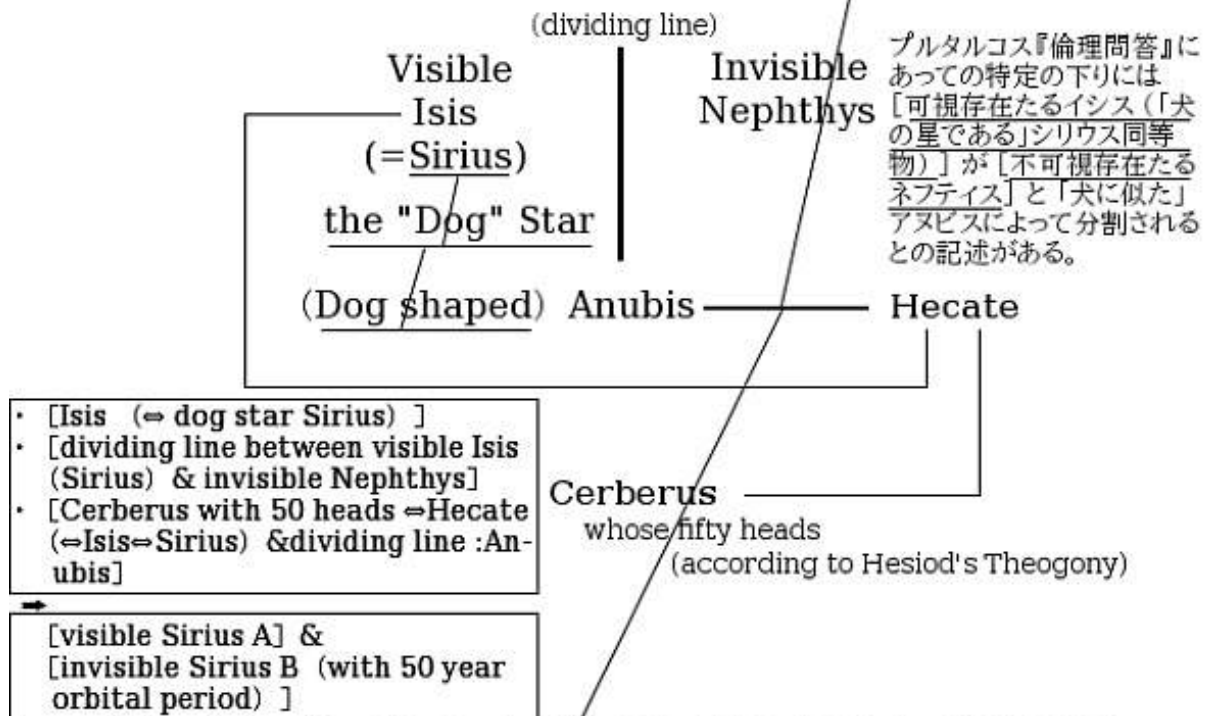 (dividing line)
Visible
Isis
(=Sirius)
the "Dog" Star
(Dog shaped) Anubis
Invisible
Nephthys
Hecate
プルタルコス『倫理問答』に
あっての特定の下りには
[可視存在たるイシス(「犬
の星である」シリウス同等
物)]が[不可視存在たる
ネフティス]と「犬に似た」
アヌビスによって分割される
との記述がある。
・ [Isis (⇔ dog star Sirius) ]
・ [dividing line between visible Isis
(Sirius) & invisible Nephthys]
・ [Cerberus with 50 heads ⇔Hecate
(⇔Isis⇔Sirius) &dividing line :An-
ubis]
Cerberus
whose fifty heads
(according to Hesiod's Theogony)
➡
[visible Sirius A] &
[invisible Sirius B (with 50 year
orbital period) ]